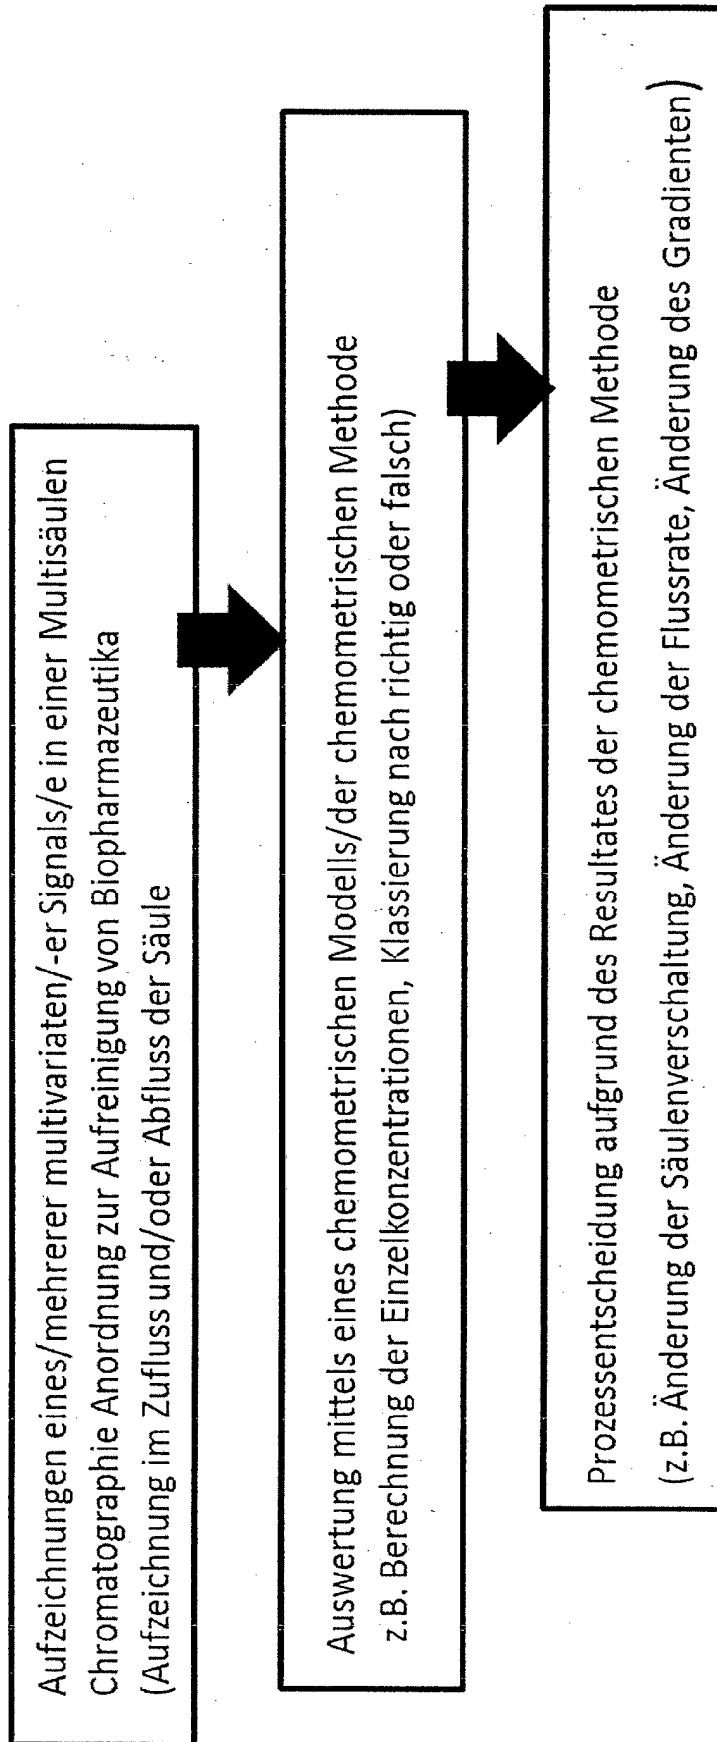 Aufzeichnungen eines/mehrerer multivariaten/-er Signals/e in einer Multisäulen
Chromatographie Anordnung zur Aufreinigung von Biopharmazeutika
(Aufzeichnung im Zufluss und/oder Abfluss der Säule
Auswertung mittels eines chemometrischen Modells/der chemometrischen Methode
z.B. Berechnung der Einzelkonzentrationen, Klassierung nach richtig oder falsch)
Prozessentscheidung aufgrund des Resultates der chemometrischen Methode
(z.B. Änderung der Säulenverschaltung, Änderung der Flussrate, Änderung des Gradienten)